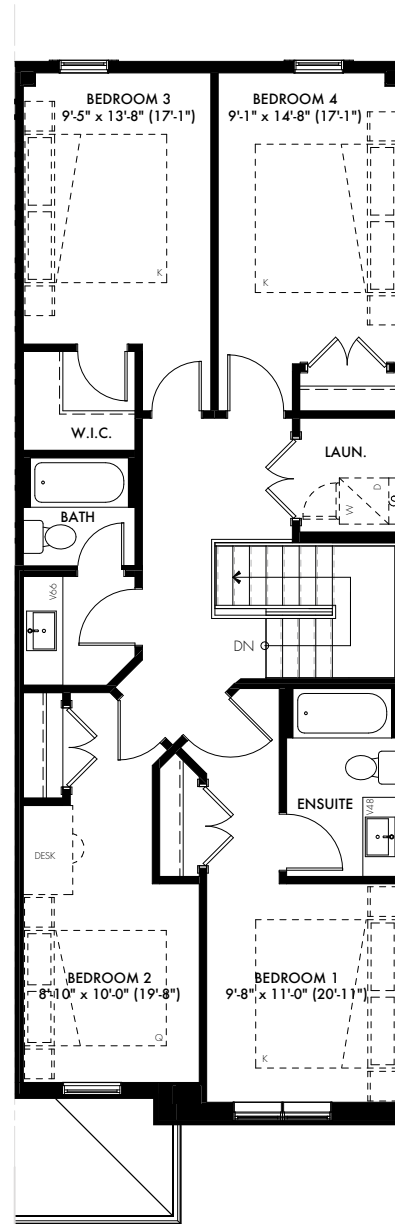 BEDROOM 3
9'-5" x 13'-8" (17'-1")
BEDROOM 4
9'-1" x 14'-8" (17'-1")
K
K
W.I.C.
LAUN.
W
D
BATH
V66
DN
ENSUITE
V48
DESK
BEDROOM 2
8'-10" x 10'-0" (19'-8")
Q
BEDROOM 1
9'-8" x 11'-0" (20'-11")
K